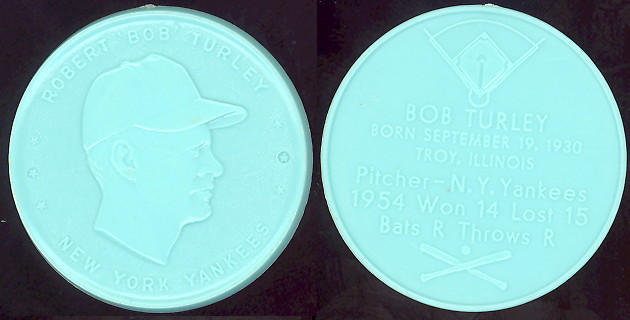 ROBERT "BOB" TURLEY
NEW YORK YANKEES
BOB TURLEY
BORN SEPTEMBER 19, 1930
TROY, ILLINOIS
Pitcher-N.Y. Yankees
1954 Won 14 Lost 15
Bats R Throws R